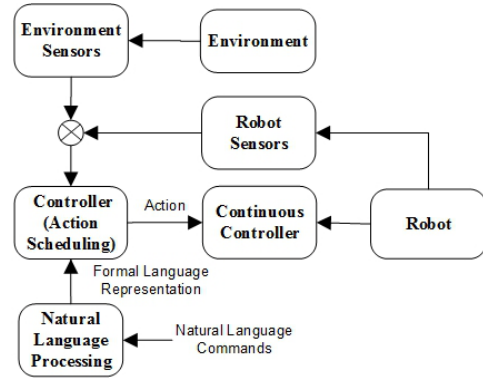 Environment
Sensors
Environment
Robot
Sensors
Controller
(Action
Scheduling)
Action
Continuous
Controller
Robot
Formal Language
Representation
Natural
Language
Processing
Natural Language
Commands